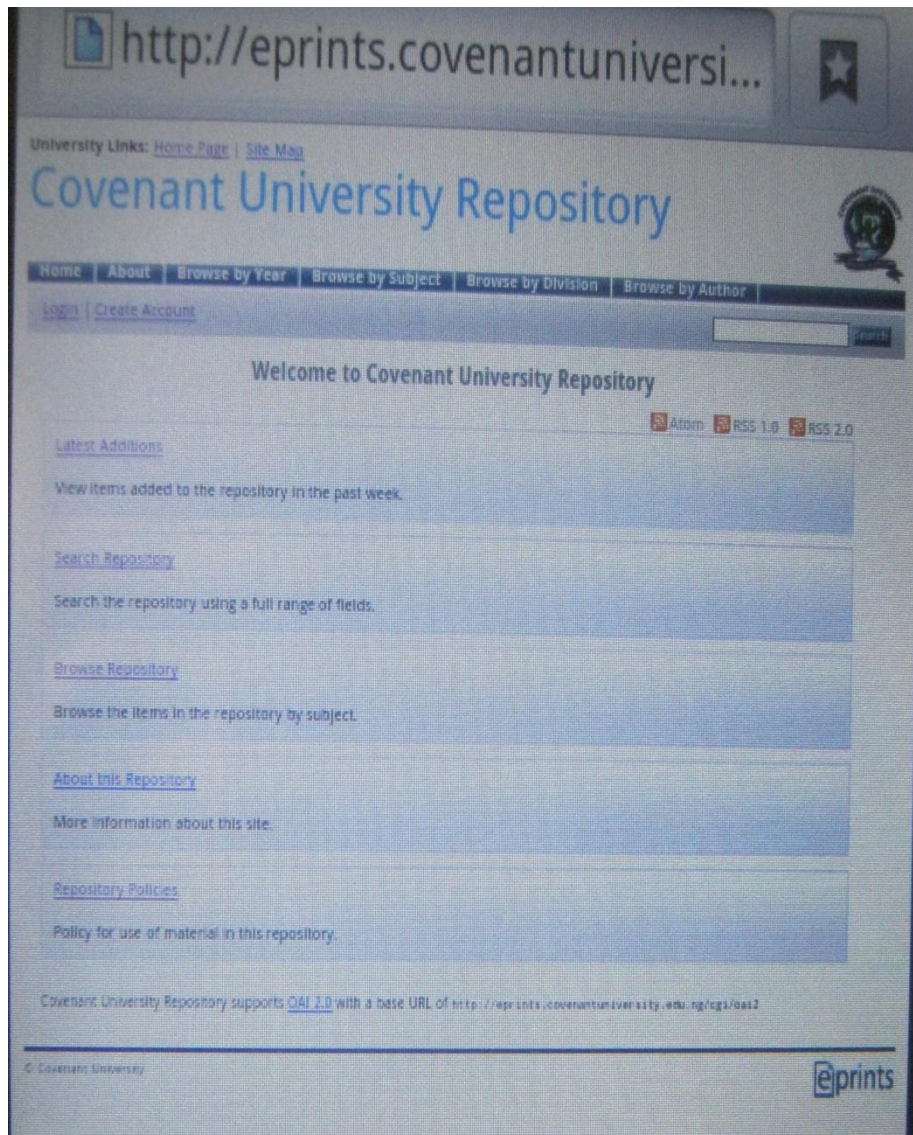 http://eprints.covenantuniversi...
University Links: Home Page | Site Map
Covenant University Repository
Home | About | Browse by Year | Browse by Subject | Browse by Division | Browse by Author |
Login | Create Account
Search
Welcome to Covenant University Repository
Atom RSS 1.0 RSS 2.0
Latest Additions
View items added to the repository in the past week.
Search Repository
Search the repository using a full range of fields.
Browse Repository
Browse the items in the repository by subject.
About this Repository
More information about this site.
Repository Policies
Policy for use of material in this repository.
Covenant University Repository supports OAI 2.0 with a base URL of http://eprints.covenantuniversity.edu.ng/cgi/oai2
© Covenant University
eprints